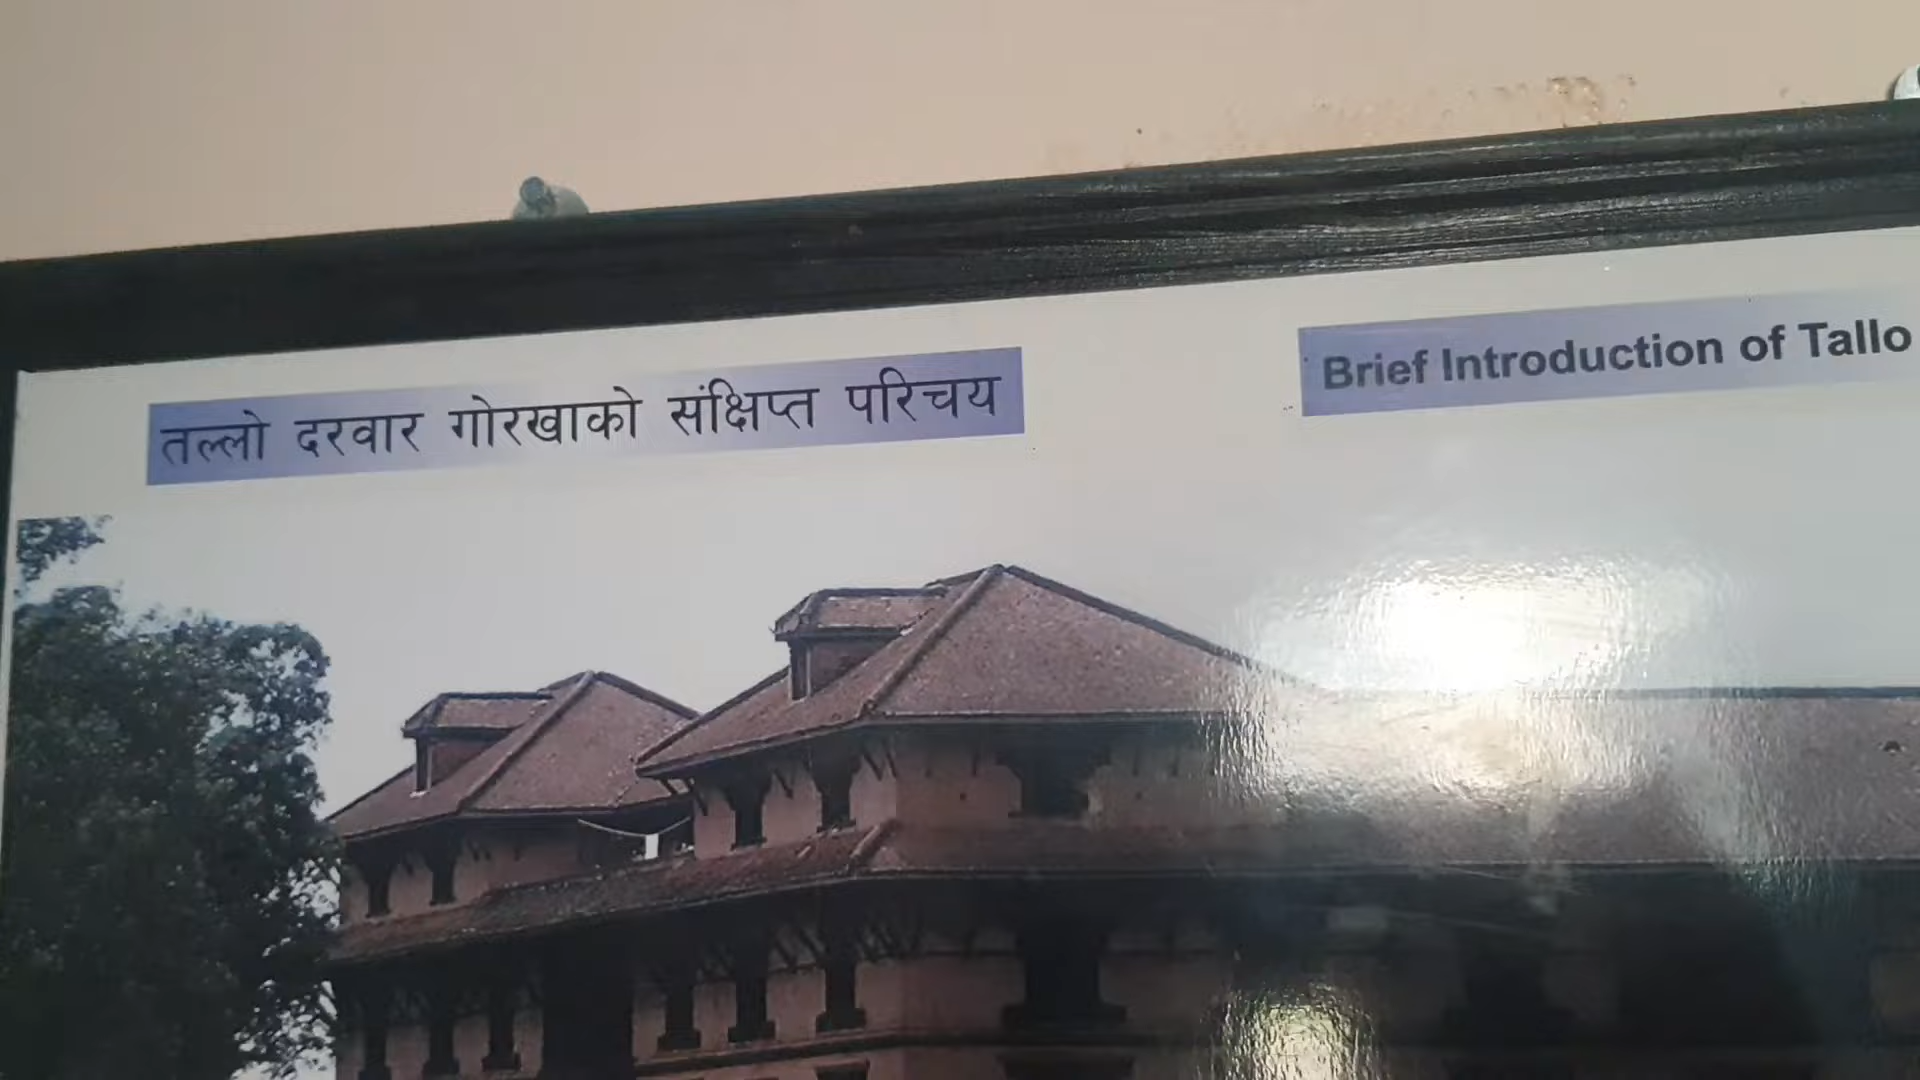 तल्लो दरवार गोरखाको संक्षिप्त परिचय
Brief Introduction of Tallo